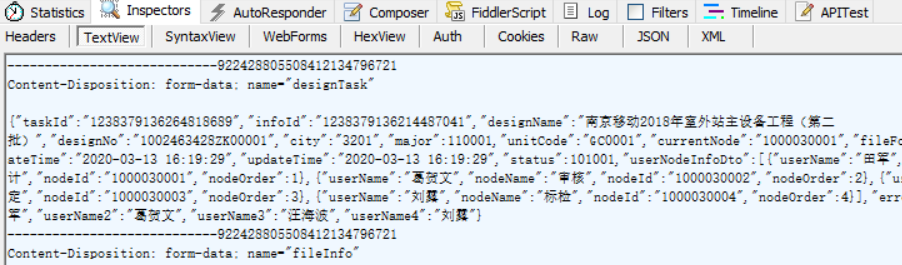 Statistics Inspectors AutoResponder Composer FiddlerScript Log Filters Timeline APITest
Headers TextView SyntaxView WebForms HexView Auth Cookies Raw JSON XML
-----------------------------922428805508412134796721
Content-Disposition: form-data; name="designTask"
{"taskId":"1238379136264818689","infoId":"1238379136214487041","designName":"南京移动2018年室外站主设备工程（第二
批）","designNo":"1002463428ZK00001","city":"3201","major":110001,"unitCode":"GC0001","currentNode":"1000030001","fileFo
ateTime":"2020-03-13 16:19:29","updateTime":"2020-03-13 16:19:29","status":101001,"userNodeInfoDto":[{"userName":"田军",
计","nodeId":"1000030001","nodeOrder":1},{"userName":"葛贺文","nodeName":"审核","nodeId":"1000030002","nodeOrder":2},{"us
定","nodeId":"1000030003","nodeOrder":3},{"userName":"刘露","nodeName":"标检","nodeId":"1000030004","nodeOrder":4}],"erro
军","userName2":"葛贺文","userName3":"汪海波","userName4":"刘露"}
-----------------------------922428805508412134796721
Content-Disposition: form-data; name="fileInfo"